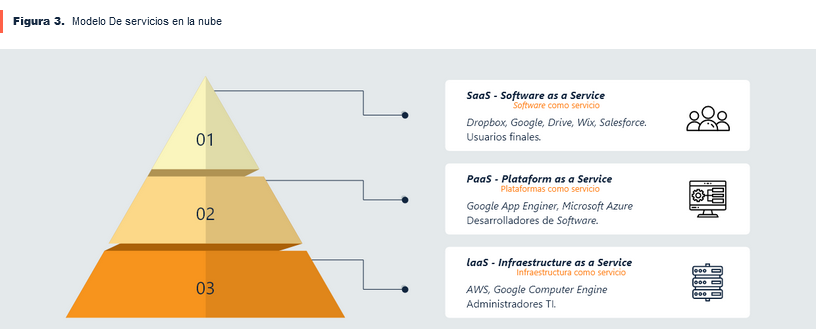 Figura 3. Modelo De servicios en la nube
01
SaaS - Software as a Service
Software como servicio
Dropbox, Google, Drive, Wix, Salesforce.
Usuarios finales.
02
PaaS - Plataform as a Service
Plataformas como servicio
Google App Enginer, Microsoft Azure
Desarrolladores de Software.
03
laaS - Infraestructure as a Service
Infraestructura como servicio
AWS, Google Computer Engine
Administradores TI.